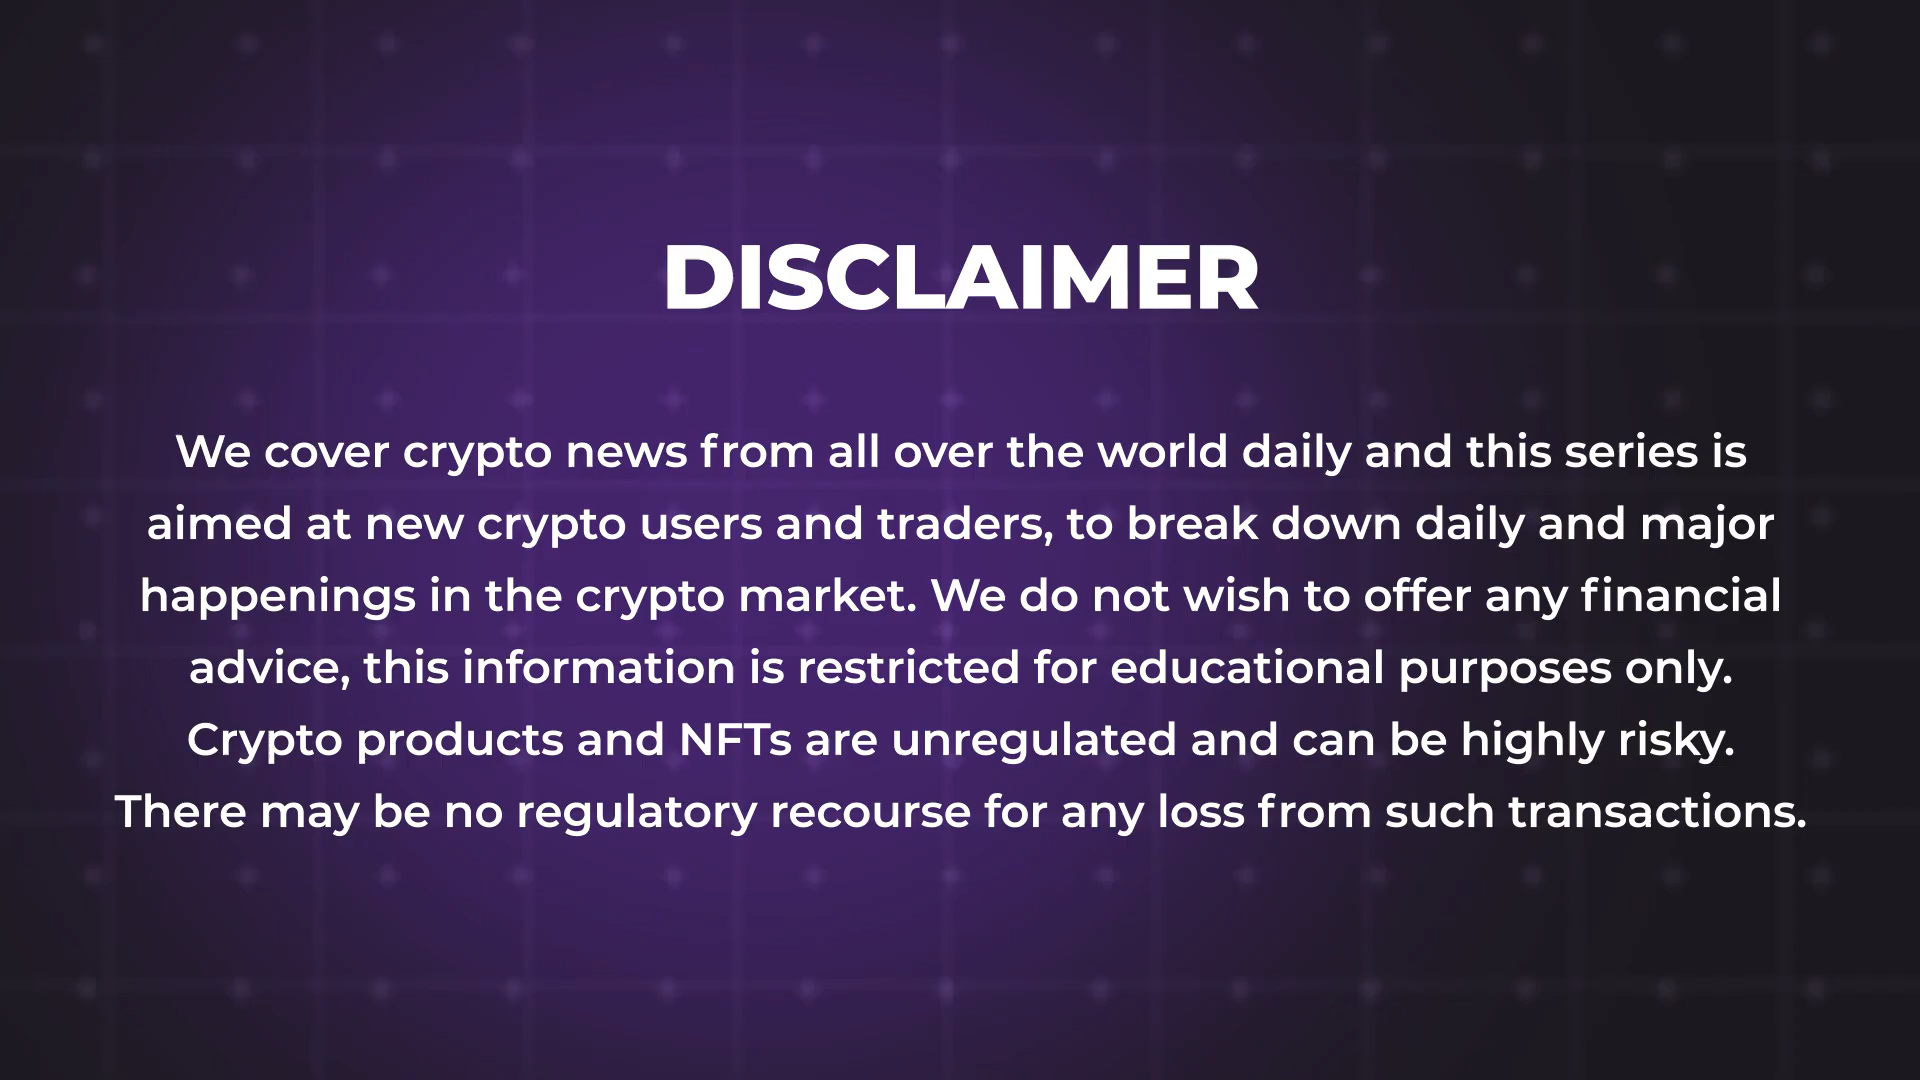 DISCLAIMER
We cover crypto news from all over the world daily and this series is
aimed at new crypto users and traders, to break down daily and major
happenings in the crypto market. We do not wish to offer any financial
advice, this information is restricted for educational purposes only.
Crypto products and NFTs are unregulated and can be highly risky.
There may be no regulatory recourse for any loss from such transactions.